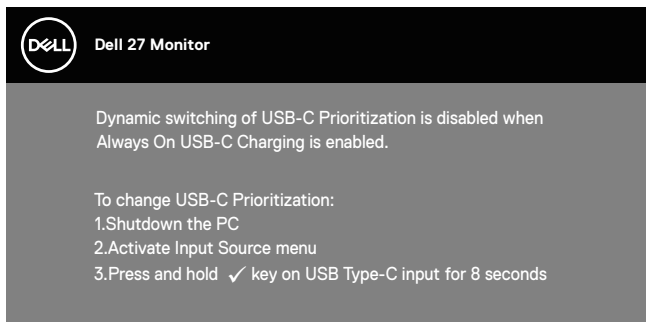 DELL
Dell 27 Monitor
Dynamic switching of USB-C Prioritization is disabled when
Always On USB-C Charging is enabled.
To change USB-C Prioritization:
1.Shutdown the PC
2.Activate Input Source menu
3.Press and hold ✓ key on USB Type-C input for 8 seconds